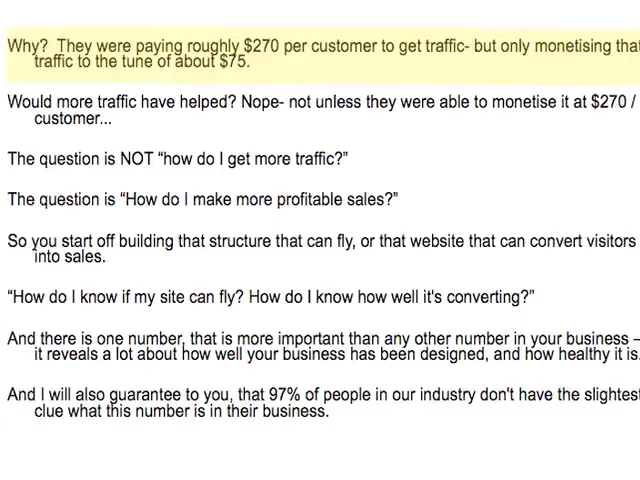 Why?  They were paying roughly $270 per customer to get traffic- but only monetising that
traffic to the tune of about $75.
Would more traffic have helped? Nope- not unless they were able to monetise it at $270 /
customer...
The question is NOT “how do I get more traffic?”
The question is “How do I make more profitable sales?”
So you start off building that structure that can fly, or that website that can convert visitors
into sales.
“How do I know if my site can fly? How do I know how well it's converting?”
And there is one number, that is more important than any other number in your business –
it reveals a lot about how well your business has been designed, and how healthy it is.
And I will also guarantee to you, that 97% of people in our industry don't have the slightest
clue what this number is in their business.